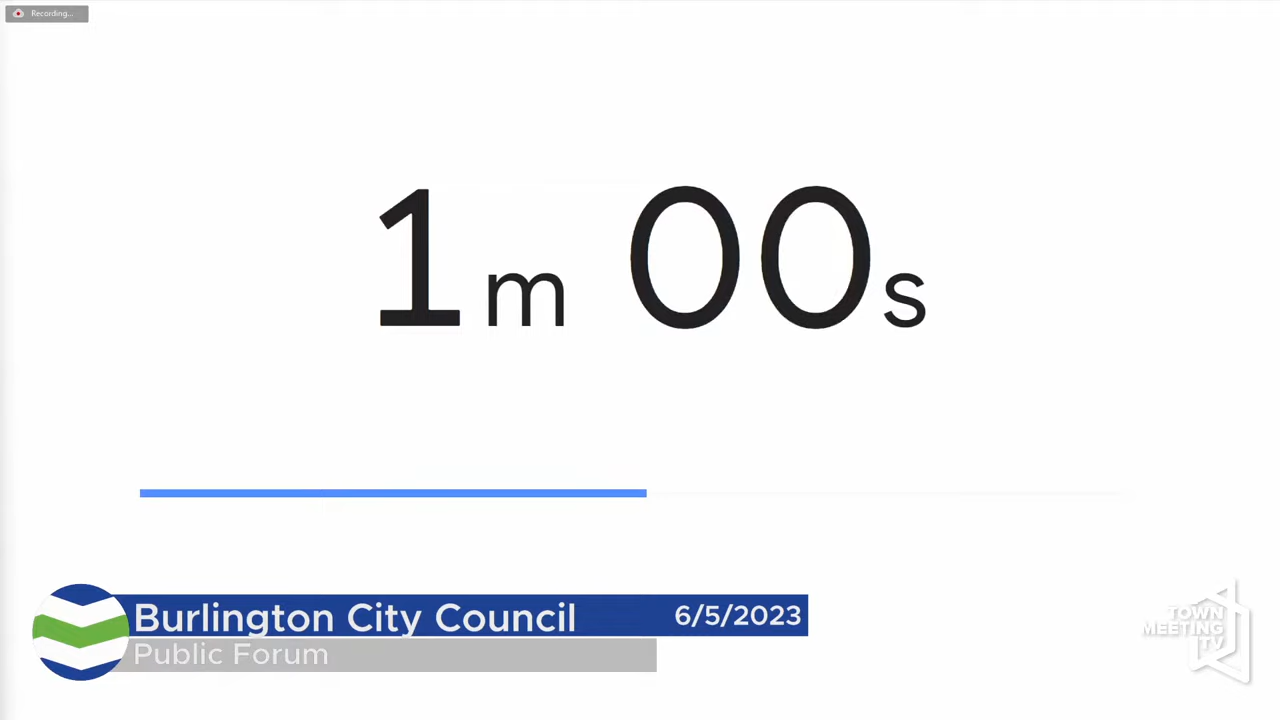 Recording...
1m 00s
Burlington City Council 6/5/2023
Public Forum
TOWN
MEETING
TV